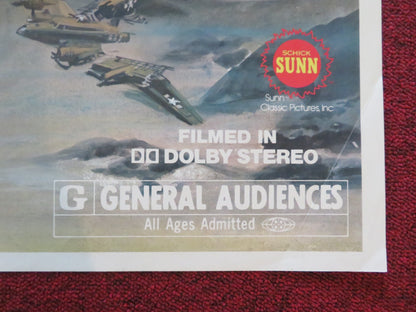 SCHICK
SUNN
Sunn
Classic Pictures, Inc
FILMED IN
DOLBY STEREO
G GENERAL AUDIENCES
All Ages Admitted